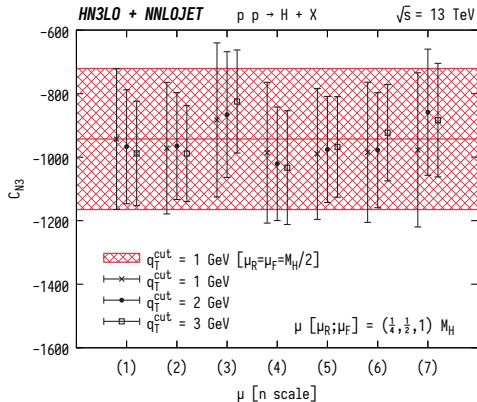 HN3LO + NNLOJET p p → H + X √s = 13 TeV
-600
-800
-1000
-1200
-1400
-1600
C_N3
q_T^cut = 1 GeV [μ_R=μ_F=M_H/2]
q_T^cut = 1 GeV
q_T^cut = 2 GeV
q_T^cut = 3 GeV
μ [μ_R;μ_F] = (1/4,1/2,1) M_H
(1) (2) (3) (4) (5) (6) (7)
μ [n scale]